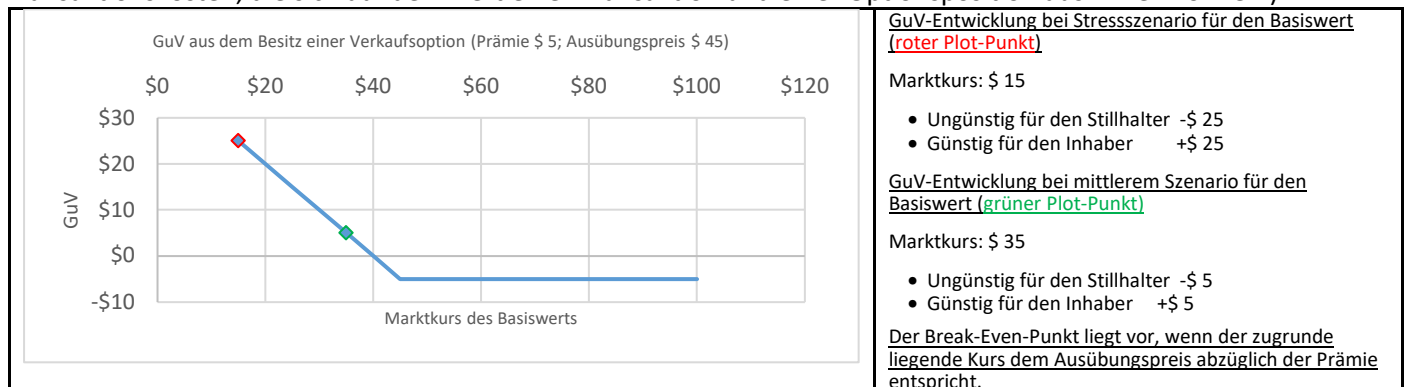 GuV aus dem Besitz einer Verkaufsoption (Prämie $ 5; Ausübungspreis $ 45)
$0 $20 $40 $60 $80 $100 $120
$30
$20
$10
$0
-$10
GuV
Marktkurs des Basiswerts
GuV-Entwicklung bei Stressszenario für den Basiswert
(roter Plot-Punkt)
Marktkurs: $ 15
• Ungünstig für den Stillhalter -$ 25
• Günstig für den Inhaber +$ 25
GuV-Entwicklung bei mittlerem Szenario für den
Basiswert (grüner Plot-Punkt)
Marktkurs: $ 35
• Ungünstig für den Stillhalter -$ 5
• Günstig für den Inhaber +$ 5
Der Break-Even-Punkt liegt vor, wenn der zugrunde
liegende Kurs dem Ausübungspreis abzüglich der Prämie
entspricht.